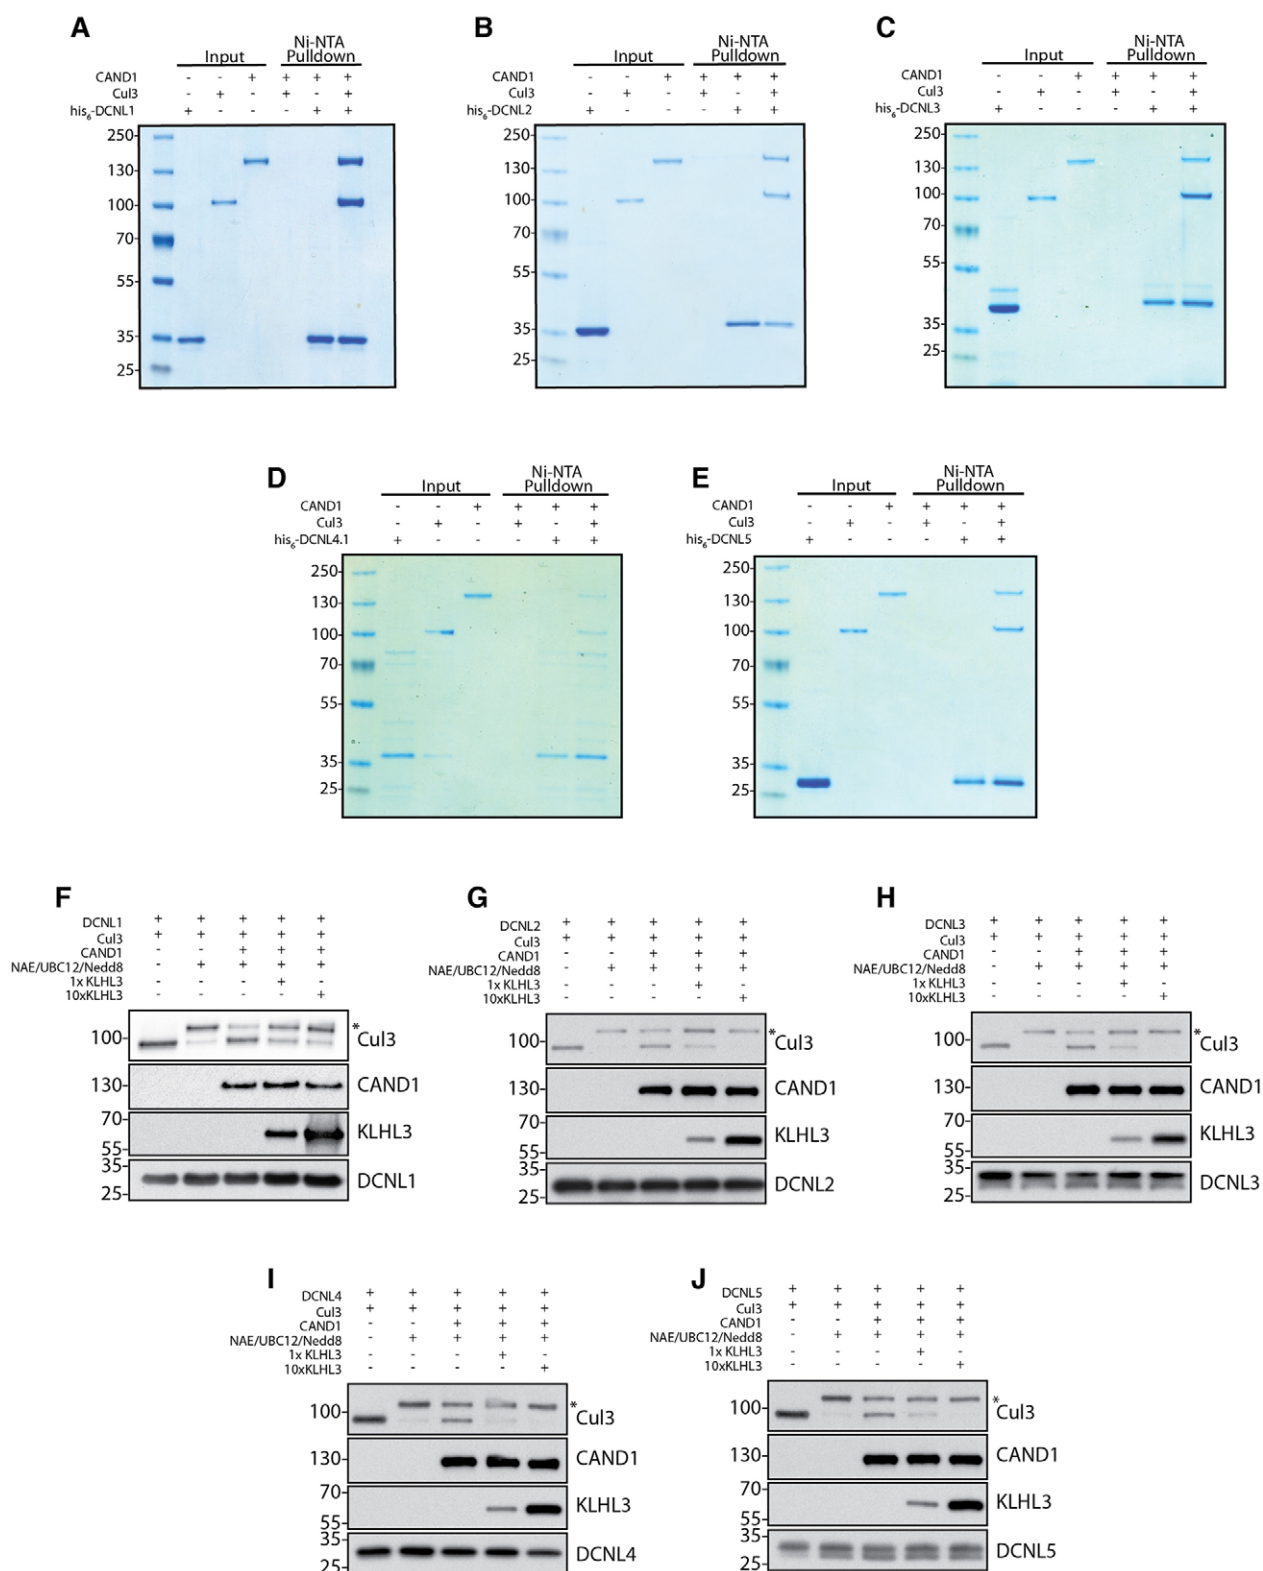 A
Input
Ni-NTA
Pulldown
CAND1 - - + + + +
Cul3 - + - + - +
his6-DCNL1 + - - - + +
250-
130-
100-
70-
55-
35-
25-
B
Input
Ni-NTA
Pulldown
CAND1 - - + + + +
Cul3 - + - + - +
his6-DCNL2 + - - - + +
250-
130-
100-
70-
55-
35-
25-
C
Input
Ni-NTA
Pulldown
CAND1 - - + + + +
Cul3 - + - + - +
his6-DCNL3 + - - - + +
250-
130-
100-
70-
55-
35-
25-
D
Input
Ni-NTA
Pulldown
CAND1 - - + + + +
Cul3 - + - + - +
his6-DCNL4.1 + - - - + +
250-
130-
100-
70-
55-
35-
25-
E
Input
Ni-NTA
Pulldown
CAND1 - - + + + +
Cul3 - + - + - +
his6-DCNL5 + - - - + +
250-
130-
100-
70-
55-
35-
25-
F
DCNL1 + + + + +
Cul3 + + + + +
CAND1 - - + + +
NAE/UBC12/Nedd8 - + + + +
1x KLHL3 - - - + -
10xKLHL3 - - - - +
100- * Cul3
130- CAND1
70-
55- KLHL3
35-
25- DCNL1
G
DCNL2 + + + + +
Cul3 + + + + +
CAND1 - - + + +
NAE/UBC12/Nedd8 - + + + +
1x KLHL3 - - - + -
10xKLHL3 - - - - +
100- * Cul3
130- CAND1
70-
55- KLHL3
35-
25- DCNL2
H
DCNL3 + + + + +
Cul3 + + + + +
CAND1 - - + + +
NAE/UBC12/Nedd8 - + + + +
1x KLHL3 - - - + -
10xKLHL3 - - - - +
100- * Cul3
130- CAND1
70-
55- KLHL3
35-
25- DCNL3
I
DCNL4 + + + + +
Cul3 + + + + +
CAND1 - - + + +
NAE/UBC12/Nedd8 - + + + +
1x KLHL3 - - - + -
10xKLHL3 - - - - +
100- * Cul3
130- CAND1
70-
55- KLHL3
35-
25- DCNL4
J
DCNL5 + + + + +
Cul3 + + + + +
CAND1 - - + + +
NAE/UBC12/Nedd8 - + + + +
1x KLHL3 - - - + -
10xKLHL3 - - - - +
100- * Cul3
130- CAND1
70-
55- KLHL3
35-
25- DCNL5